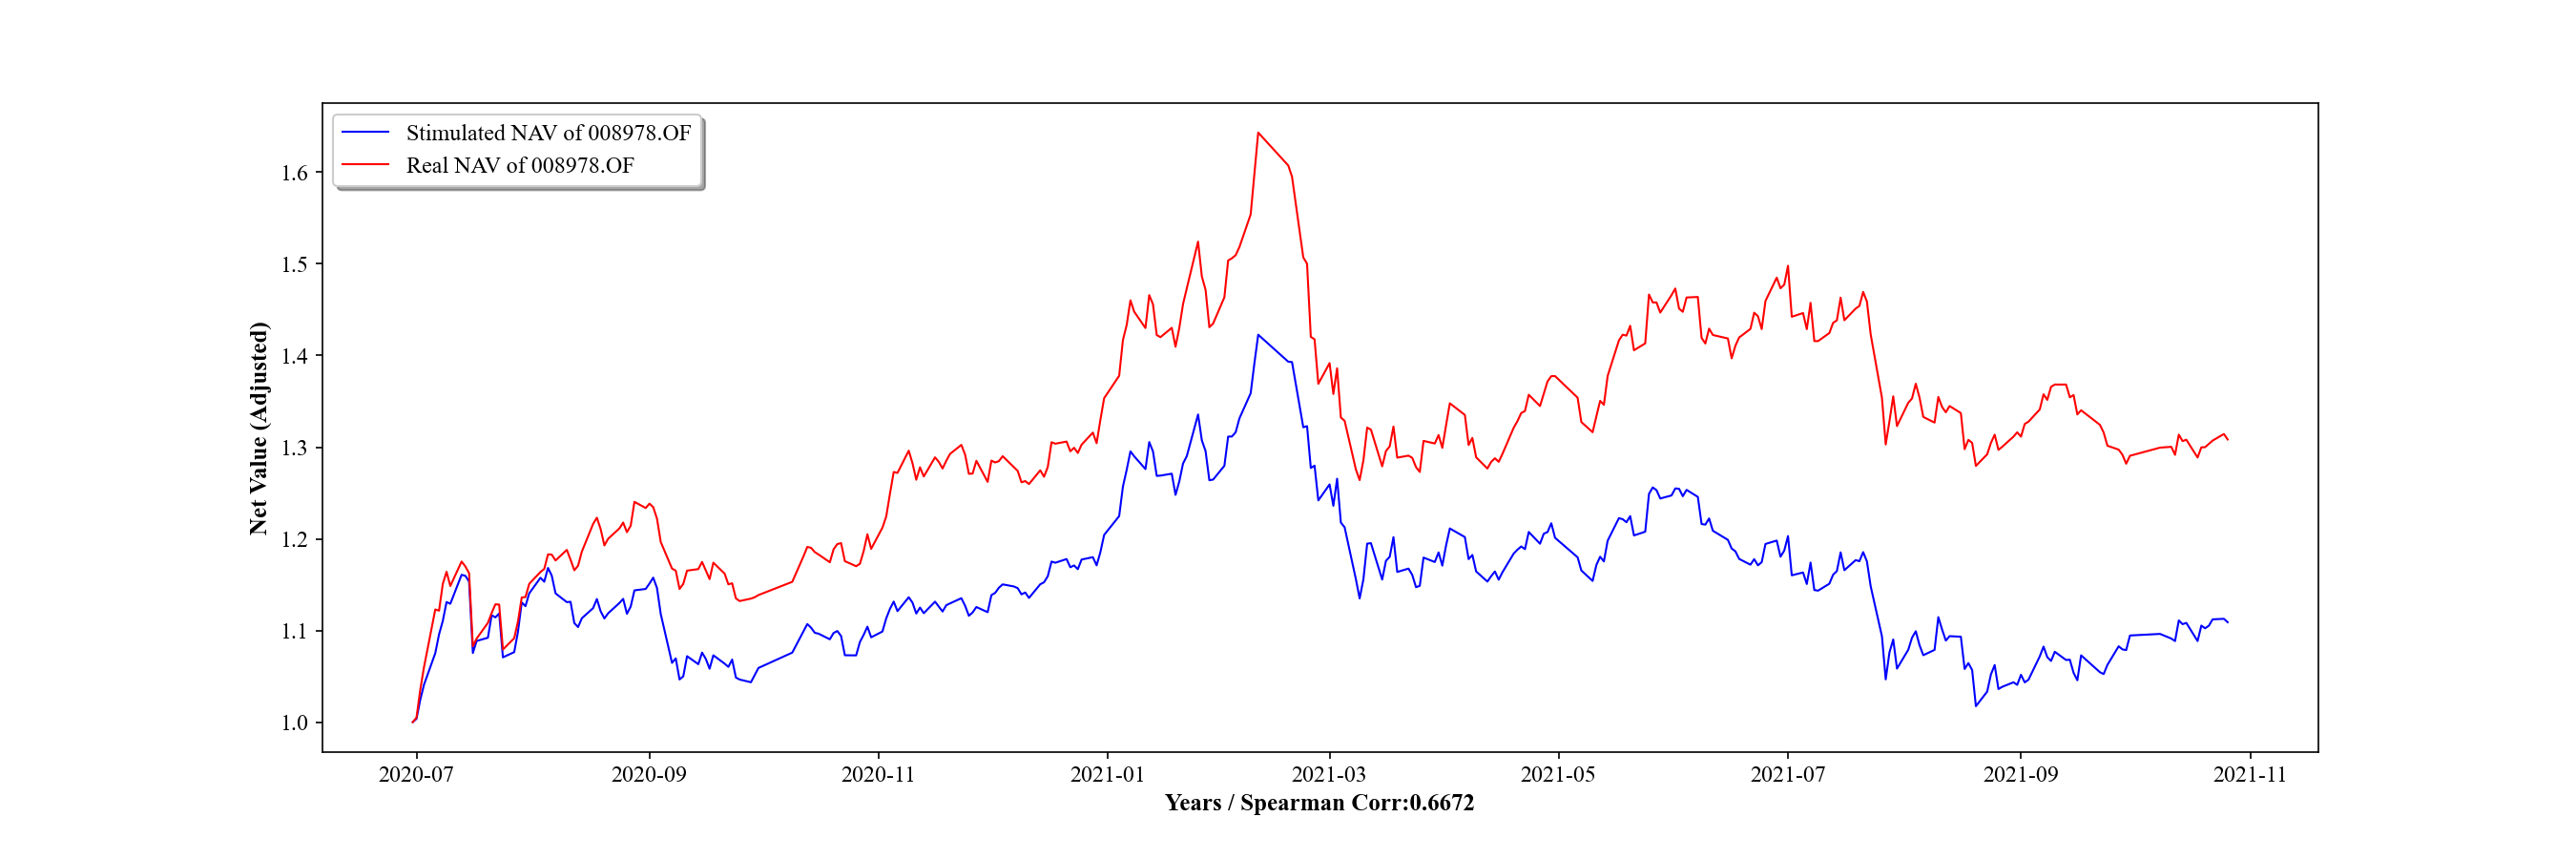 Stimulated NAV of 008978.OF
Real NAV of 008978.OF
1.6
1.5
1.4
1.3
1.2
1.1
1.0
Net Value (Adjusted)
2020-07 2020-09 2020-11 2021-01 2021-03 2021-05 2021-07 2021-09 2021-11
Years / Spearman Corr:0.6672